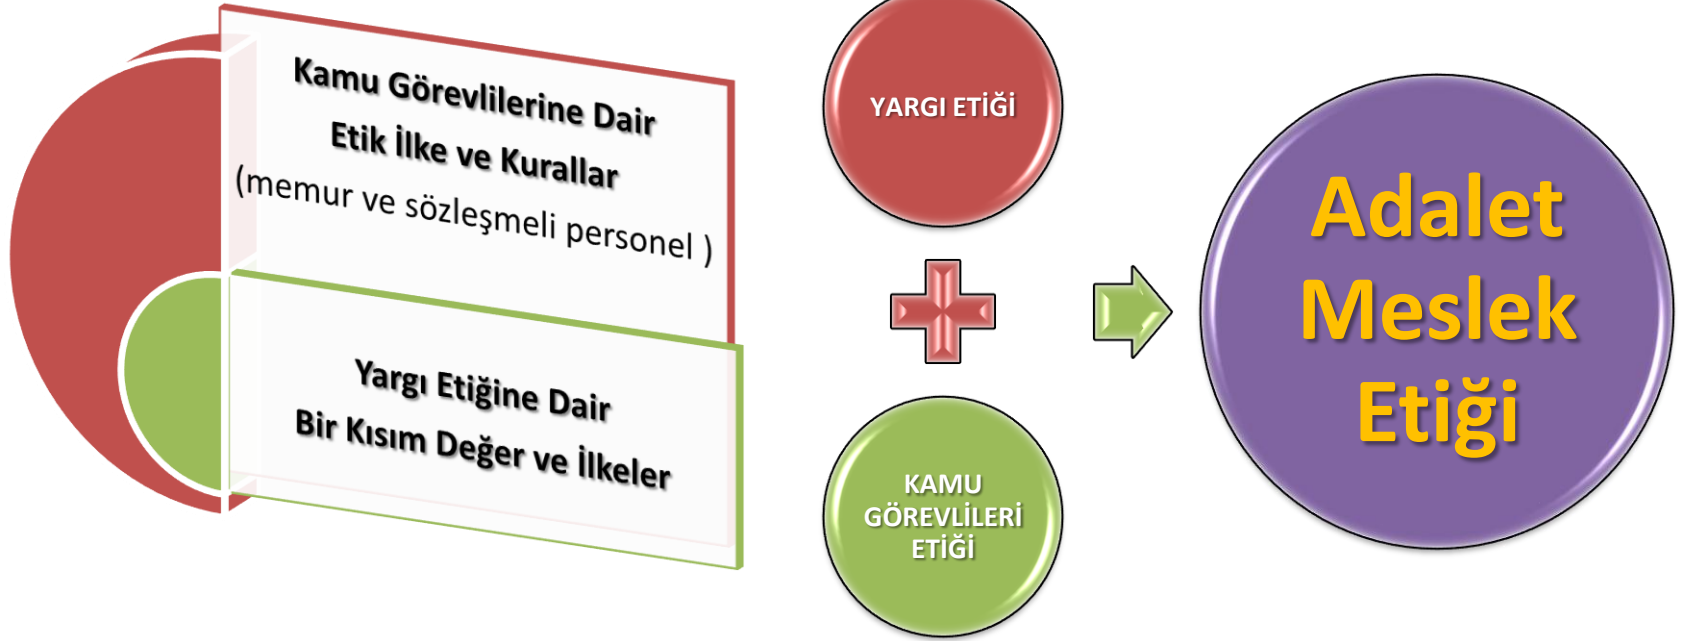 Kamu Görevlilerine Dair
Etik İlke ve Kurallar
(memur ve sözleşmeli personel )
Yargı Etiğine Dair
Bir Kısım Değer ve İlkeler
YARGI ETİĞİ
KAMU
GÖREVLİLERİ
ETİĞİ
Adalet
Meslek
Etiği